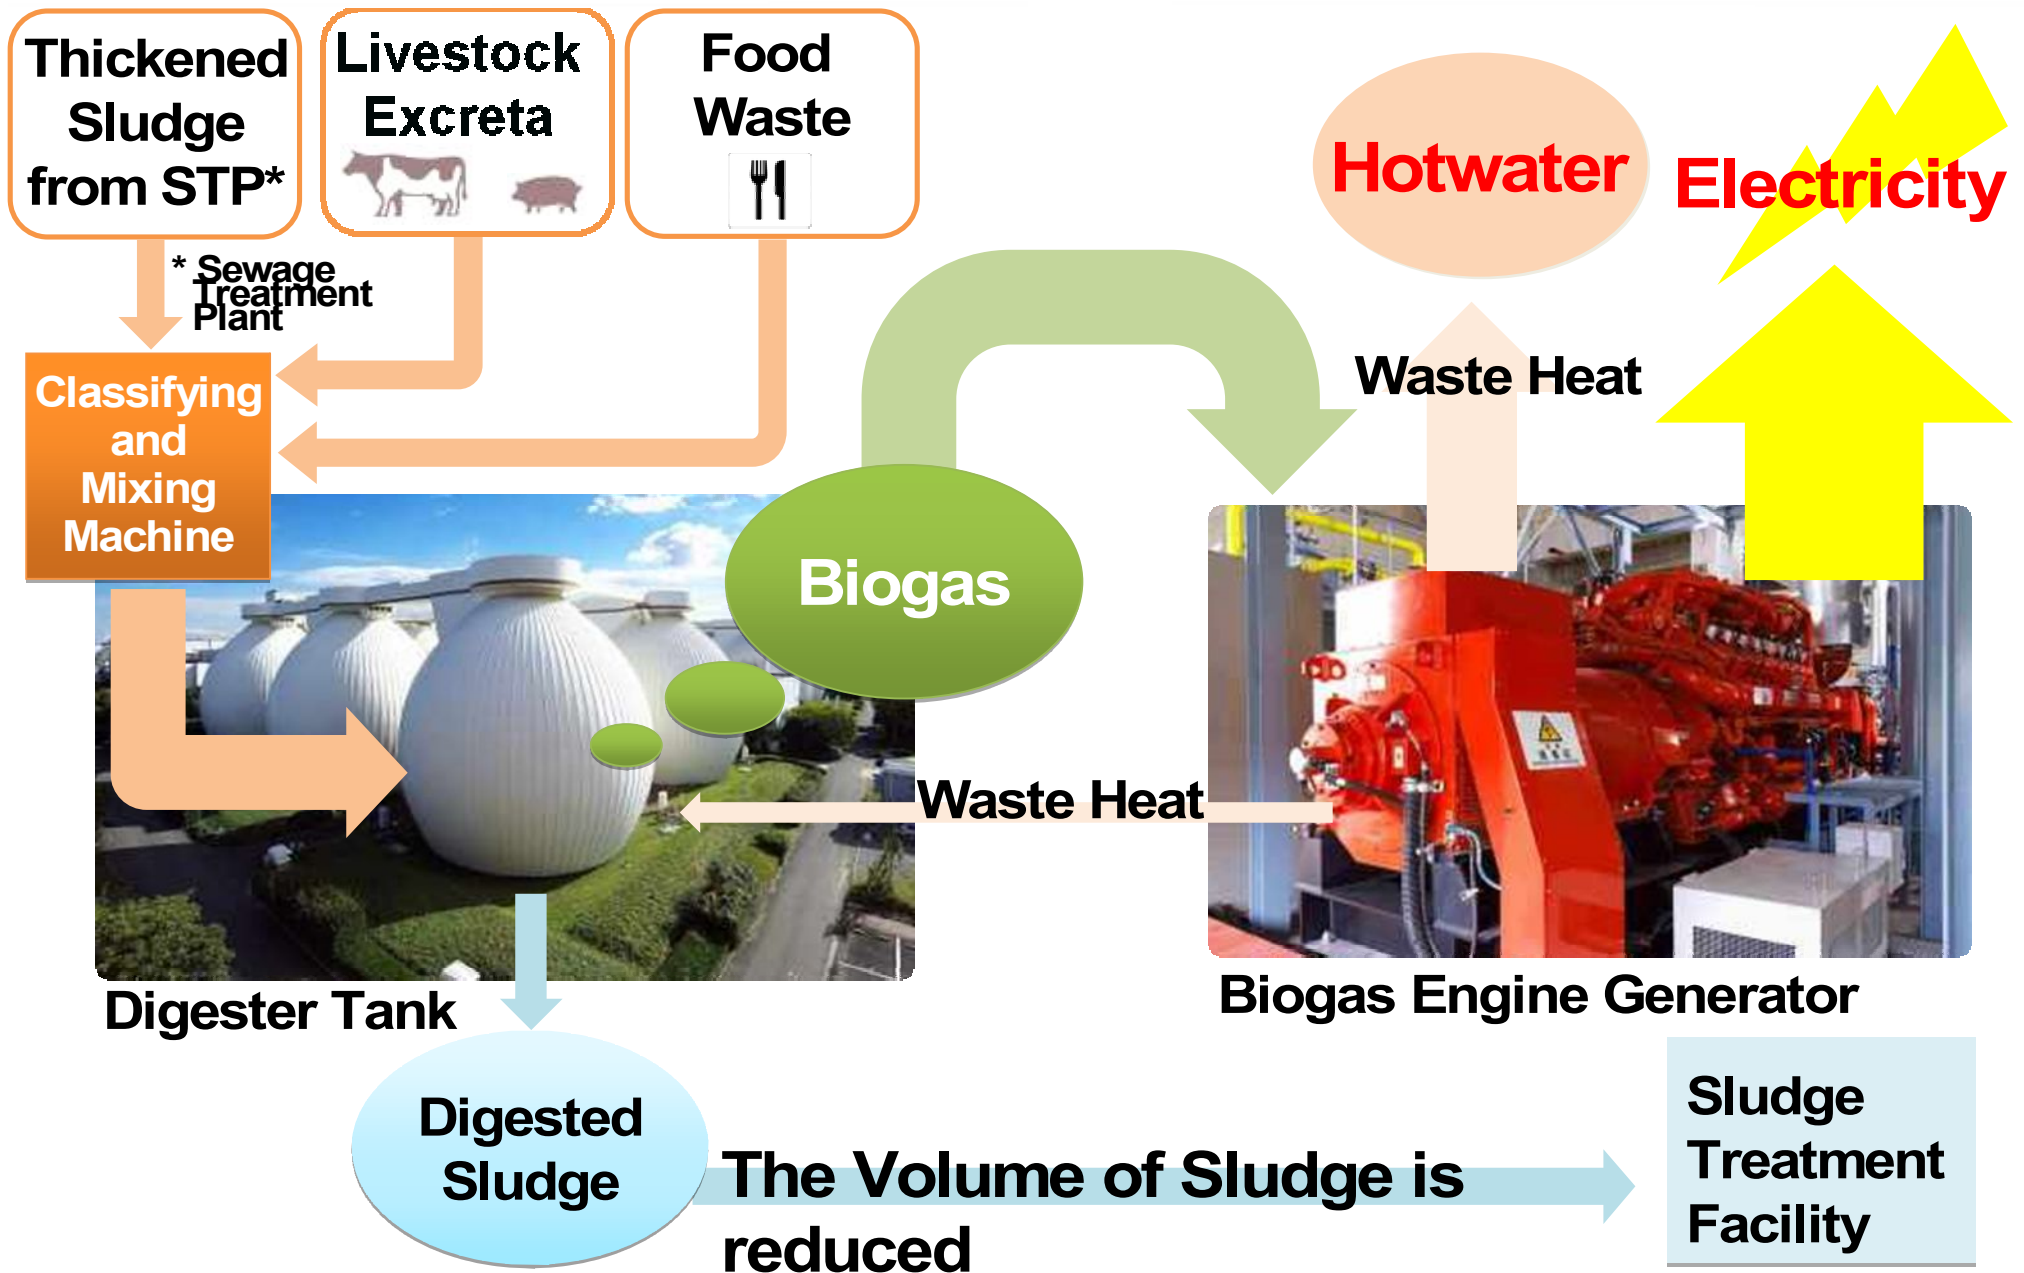 Thickened
Sludge
from STP*
Livestock
Excreta
Food
Waste
* Sewage
Treatment
Plant
Hotwater
Electricity
Classifying
and
Mixing
Machine
Waste Heat
Biogas
Waste Heat
Digester Tank
Biogas Engine Generator
Digested
Sludge
The Volume of Sludge is
reduced
Sludge
Treatment
Facility